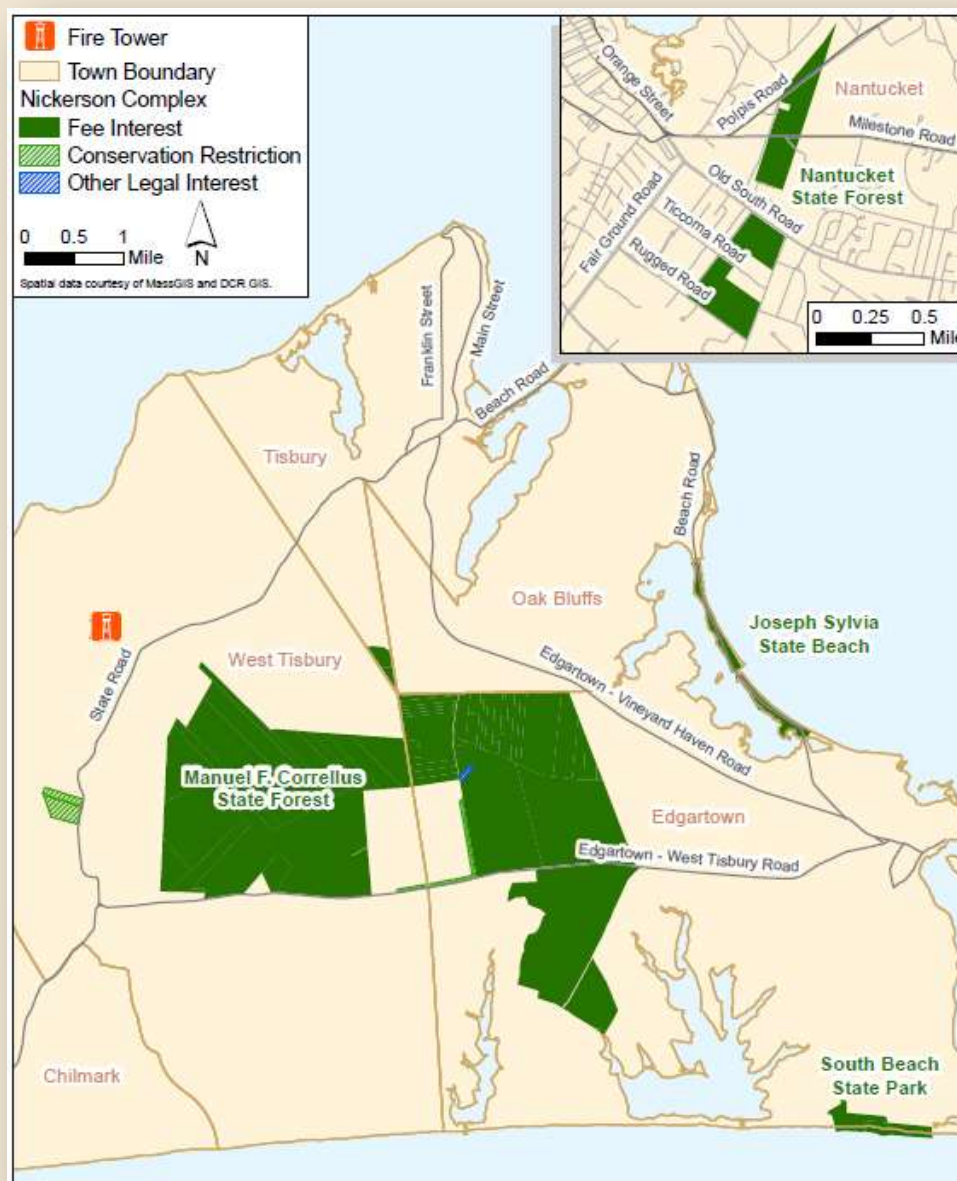 Fire Tower
Town Boundary
Nickerson Complex
Fee Interest
Conservation Restriction
Other Legal Interest
0 0.5 1
Mile
N
Spatial data courtesy of MassGIS and DCR GIS.
Orange Street
Polpis Road
Nantucket
Milestone Road
Nantucket
State Forest
Old South Road
Fair Ground Road
Ticcoma Road
Rugged Road
0 0.25 0.5
Mile
Franklin Street
Main Street
Beach Road
Tisbury
Beach Road
Oak Bluffs
Joseph Sylvia
State Beach
West Tisbury
State Road
Edgartown - Vineyard Haven Road
Manuel F. Correllus
State Forest
Edgartown
Edgartown - West Tisbury Road
Chilmark
South Beach
State Park